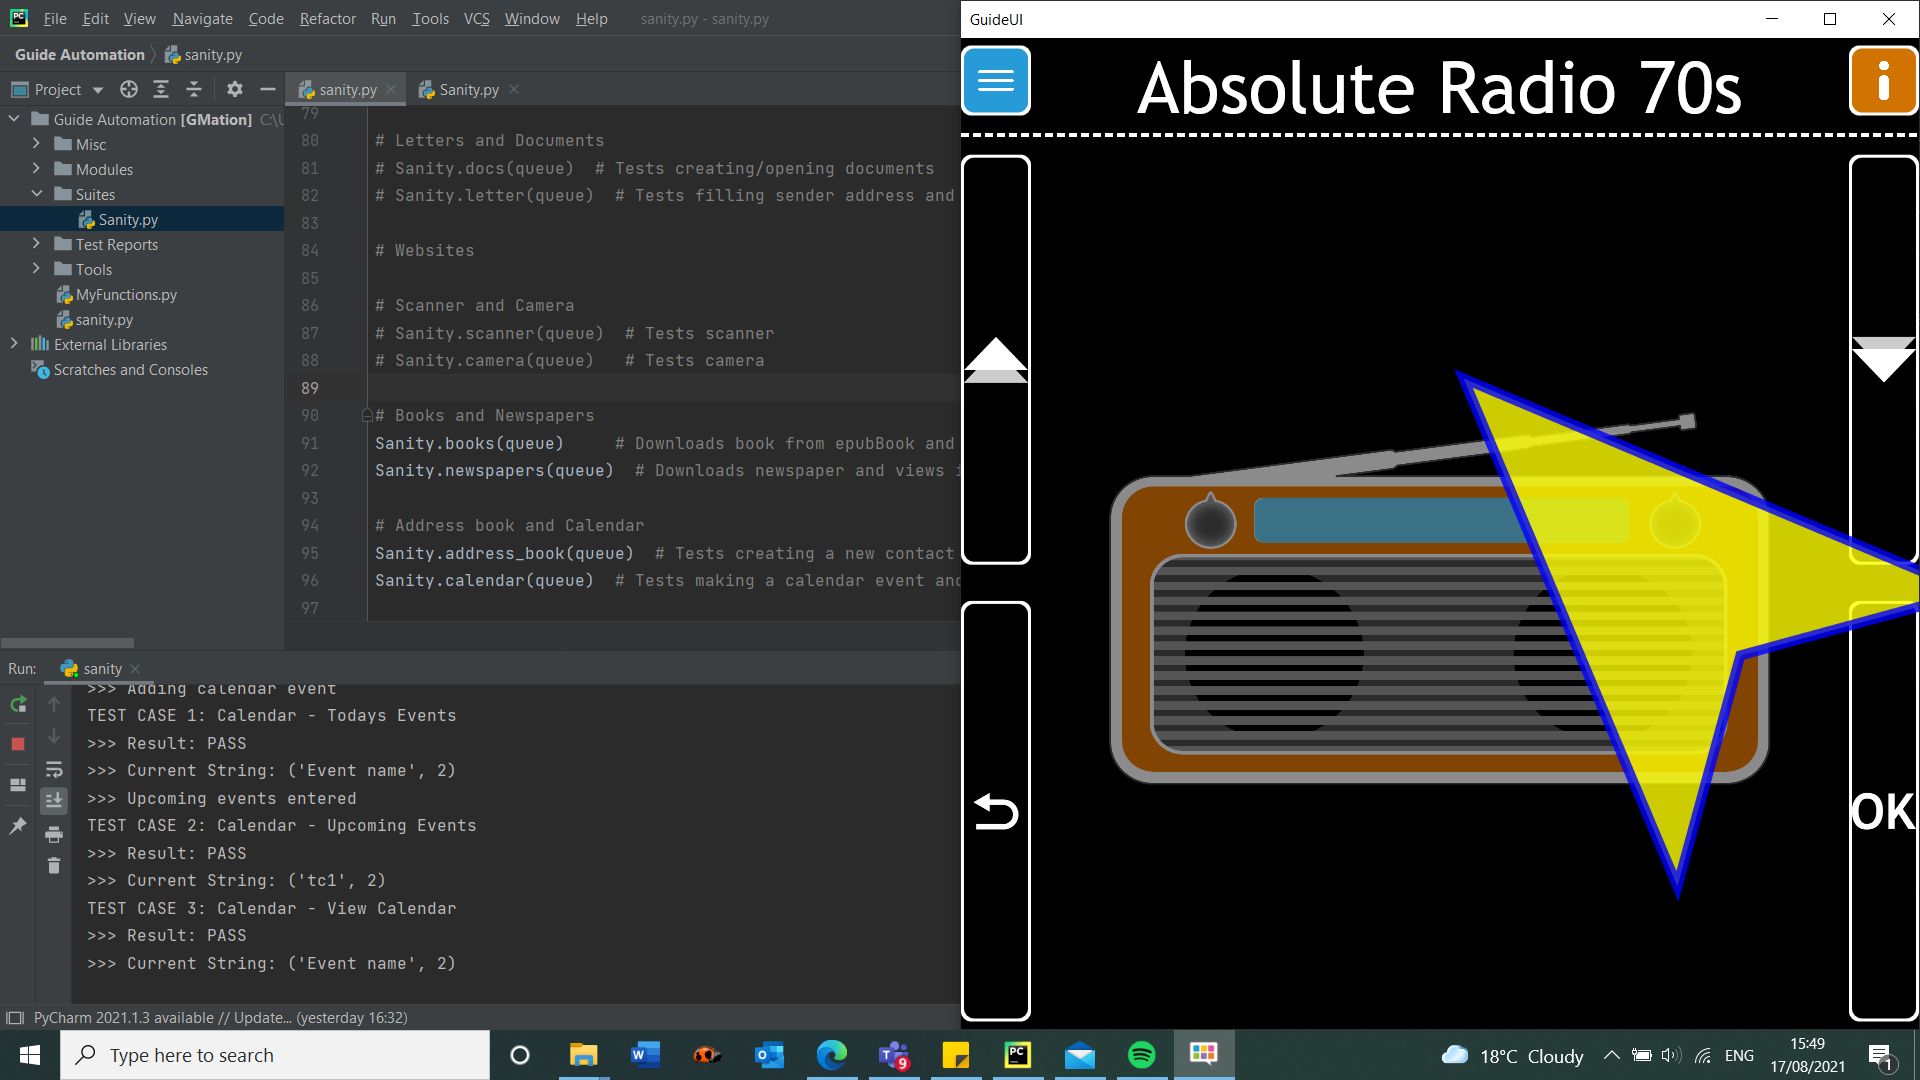 File Edit View Navigate Code Refactor Run Tools VCS Window Help sanity.py - sanity.py
Guide Automation sanity.py
Project
sanity.py
Sanity.py
Guide Automation [GMation] C:\U
Misc
Modules
Suites
Sanity.py
Test Reports
Tools
MyFunctions.py
sanity.py
External Libraries
Scratches and Consoles
79
80 # Letters and Documents
81 # Sanity.docs(queue) # Tests creating/opening documents
82 # Sanity.letter(queue) # Tests filling sender address and
83
84 # Websites
85
86 # Scanner and Camera
87 # Sanity.scanner(queue) # Tests scanner
88 # Sanity.camera(queue) # Tests camera
89
90 # Books and Newspapers
91 Sanity.books(queue) # Downloads book from epubBook and
92 Sanity.newspapers(queue) # Downloads newspaper and views i
93
94 # Address book and Calendar
95 Sanity.address_book(queue) # Tests creating a new contact
96 Sanity.calendar(queue) # Tests making a calendar event and
97
Run: sanity
>>> Adding calendar event
TEST CASE 1: Calendar - Todays Events
>>> Result: PASS
>>> Current String: ('Event name', 2)
>>> Upcoming events entered
TEST CASE 2: Calendar - Upcoming Events
>>> Result: PASS
>>> Current String: ('tc1', 2)
TEST CASE 3: Calendar - View Calendar
>>> Result: PASS
>>> Current String: ('Event name', 2)
PyCharm 2021.1.3 available // Update... (yesterday 16:32)
GuideUI
Absolute Radio 70s
i
OK
Type here to search
W
PC
9
18°C Cloudy
ENG
15:49
17/08/2021
1